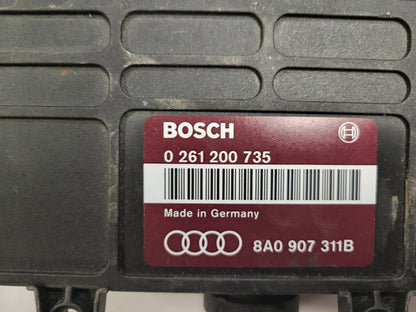 BOSCH
0 261 200 735
Made in Germany
8A0 907 311B